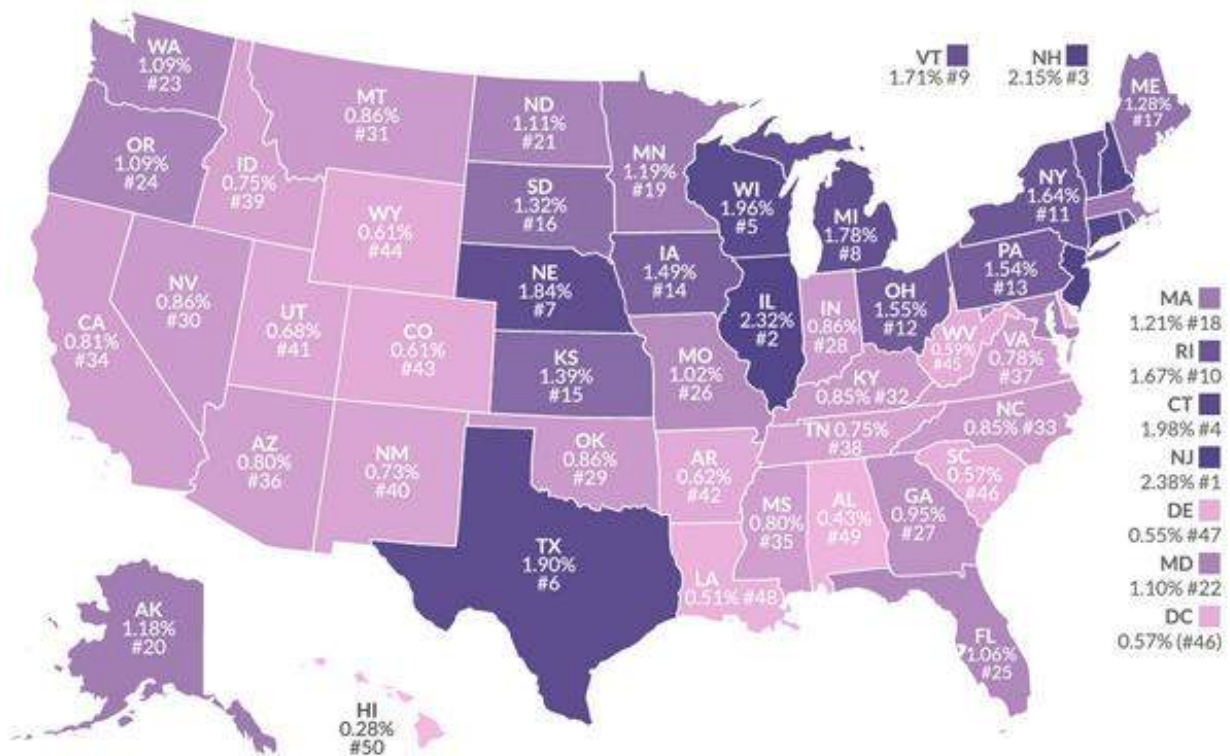 WA
1.09%
#23
OR
1.09%
#24
CA
0.81%
#34
NV
0.86%
#30
ID
0.75%
#39
MT
0.86%
#31
WY
0.61%
#44
UT
0.68%
#41
CO
0.61%
#43
AZ
0.80%
#36
NM
0.73%
#40
ND
1.11%
#21
SD
1.32%
#16
NE
1.84%
#7
KS
1.39%
#15
OK
0.86%
#29
TX
1.90%
#6
MN
1.19%
#19
IA
1.49%
#14
MO
1.02%
#26
AR
0.62%
#42
LA
0.51% #48
WI
1.96%
#5
IL
2.32%
#2
MI
1.78%
#8
IN
0.86%
#28
OH
1.55%
#12
KY
0.85% #32
TN 0.75%
#38
MS
0.80%
#35
AL
0.43%
#49
GA
0.95%
#27
FL
1.06%
#25
SC
0.57%
#46
NC
0.85% #33
VA
0.78%
#37
WV
0.59%
#45
PA
1.54%
#13
NY
1.64%
#11
ME
1.28%
#17
VT
1.71% #9
NH
2.15% #3
MA
1.21% #18
RI
1.67% #10
CT
1.98% #4
NJ
2.38% #1
DE
0.55% #47
MD
1.10% #22
DC
0.57% (#46)
AK
1.18%
#20
HI
0.28%
#50